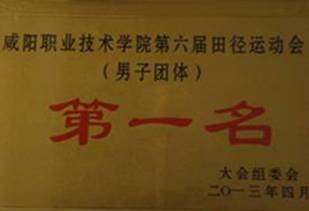 咸阳职业技术学院第六届田径运动会
（男子团体）
第一名
大会组委会
二〇一三年四月